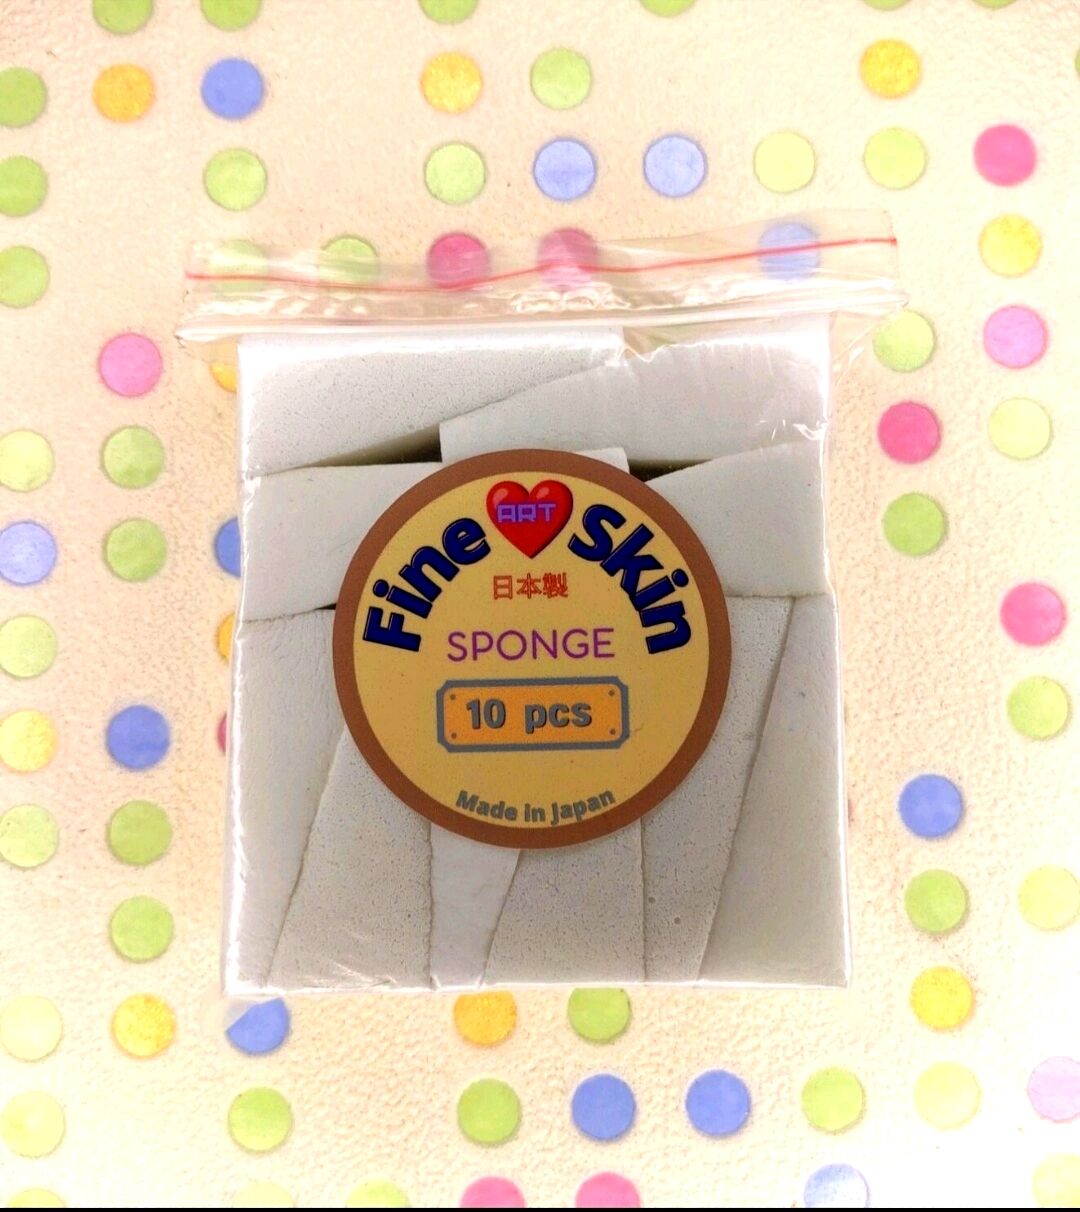 Fine ART Skin
日本製
SPONGE
10 pcs
Made in Japan